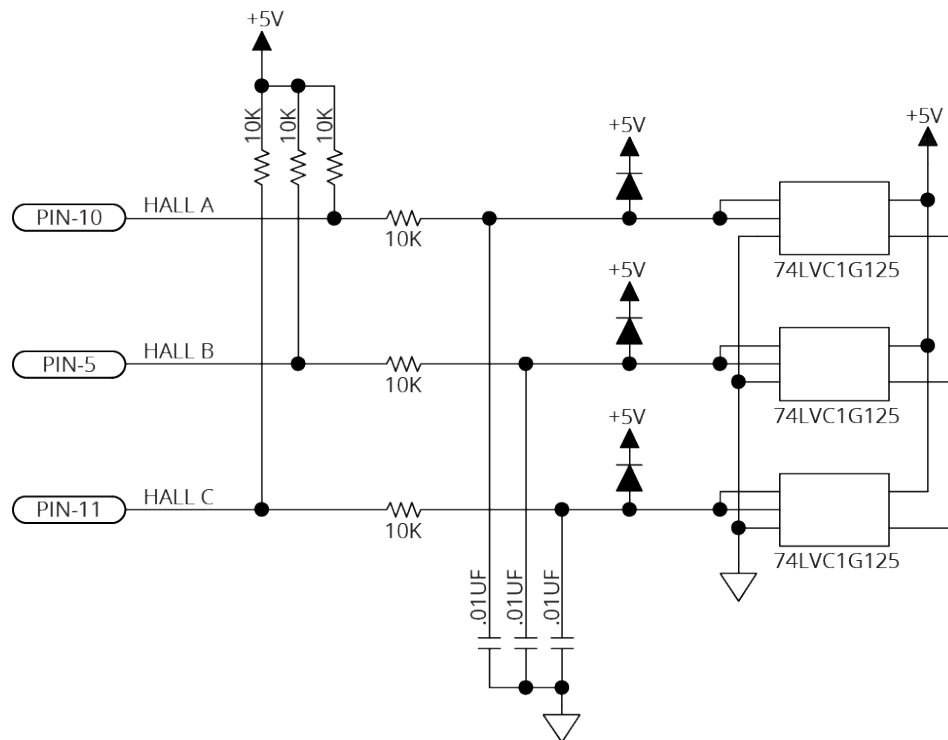 +5V
10K
10K
10K
+5V
+5V
HALL A
PIN-10
10K
74LVC1G125
+5V
HALL B
PIN-5
10K
74LVC1G125
+5V
HALL C
PIN-11
10K
74LVC1G125
.01UF
.01UF
.01UF